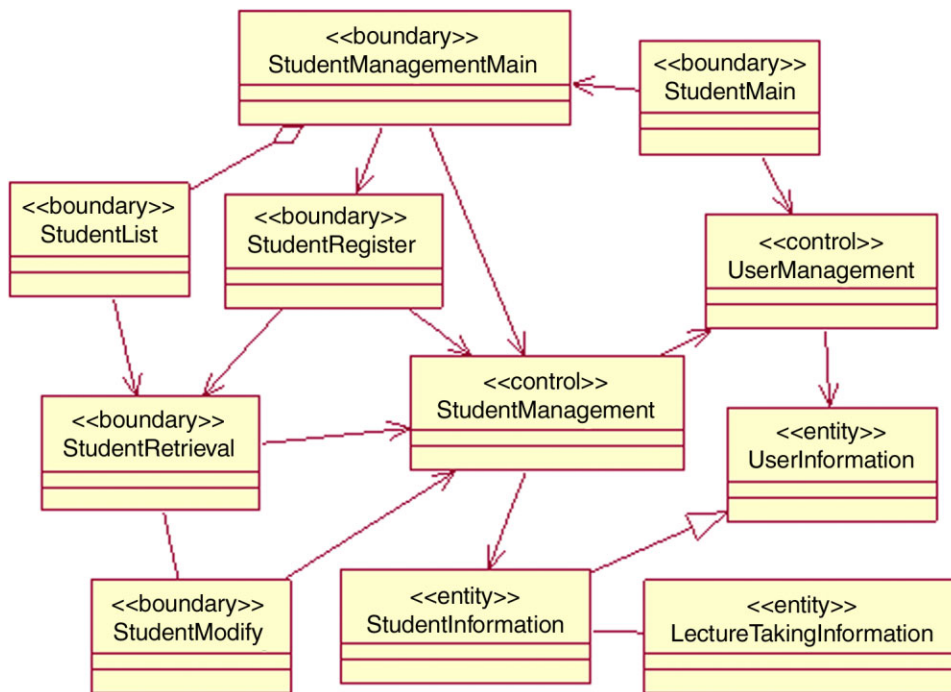 <<boundary>>
StudentManagementMain
<<boundary>>
StudentMain
<<boundary>>
StudentList
<<boundary>>
StudentRegister
<<control>>
UserManagement
<<control>>
StudentManagement
<<boundary>>
StudentRetrieval
<<entity>>
UserInformation
<<boundary>>
StudentModify
<<entity>>
StudentInformation
<<entity>>
LectureTakingInformation